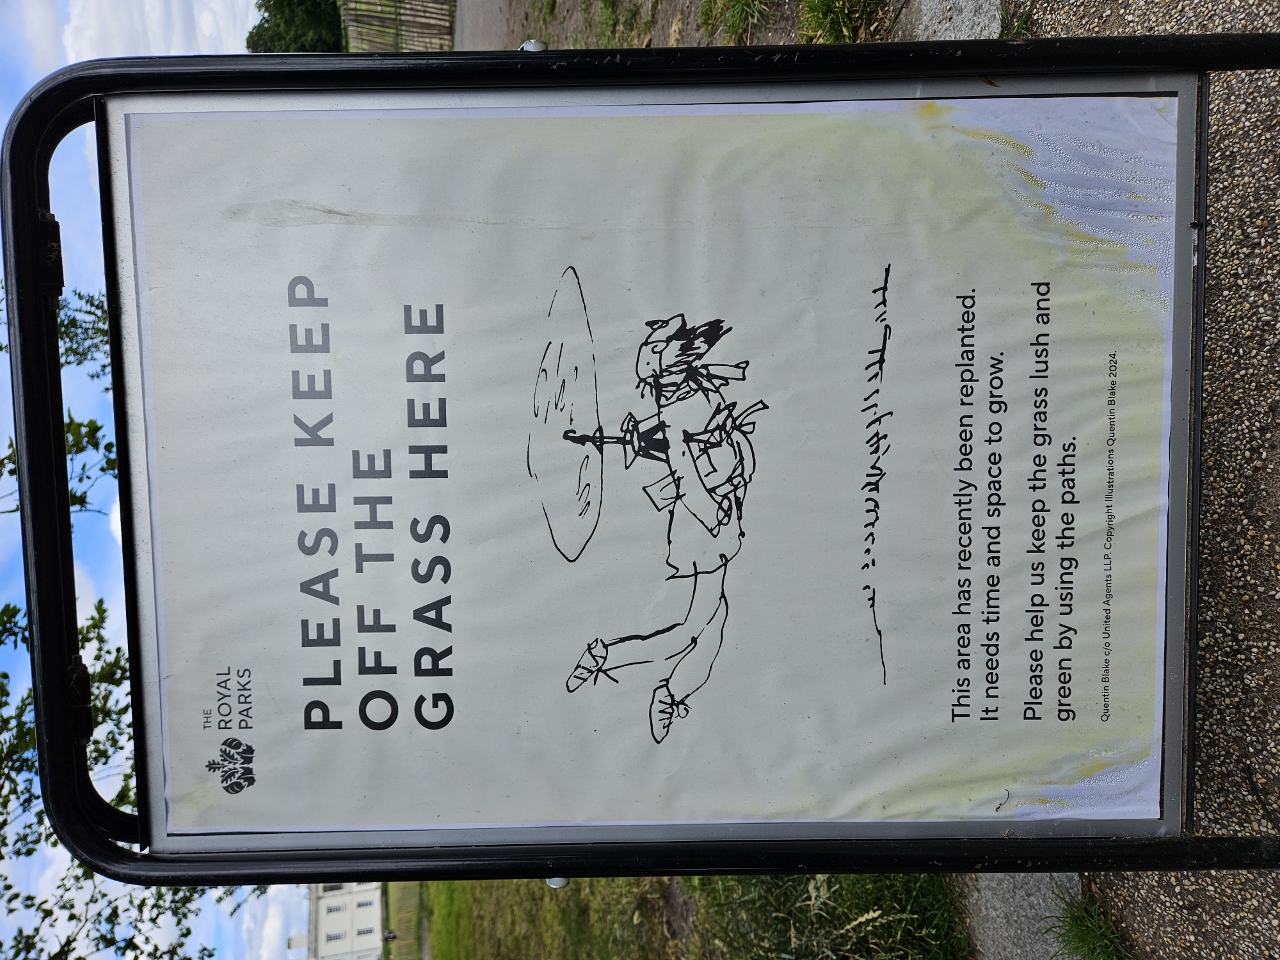 THE
ROYAL
PARKS
PLEASE KEEP
OFF THE
GRASS HERE
This area has recently been replanted.
It needs time and space to grow.
Please help us keep the grass lush and
green by using the paths.
Quentin Blake c/o United Agents LLP. Copyright Illustrations Quentin Blake 2024.